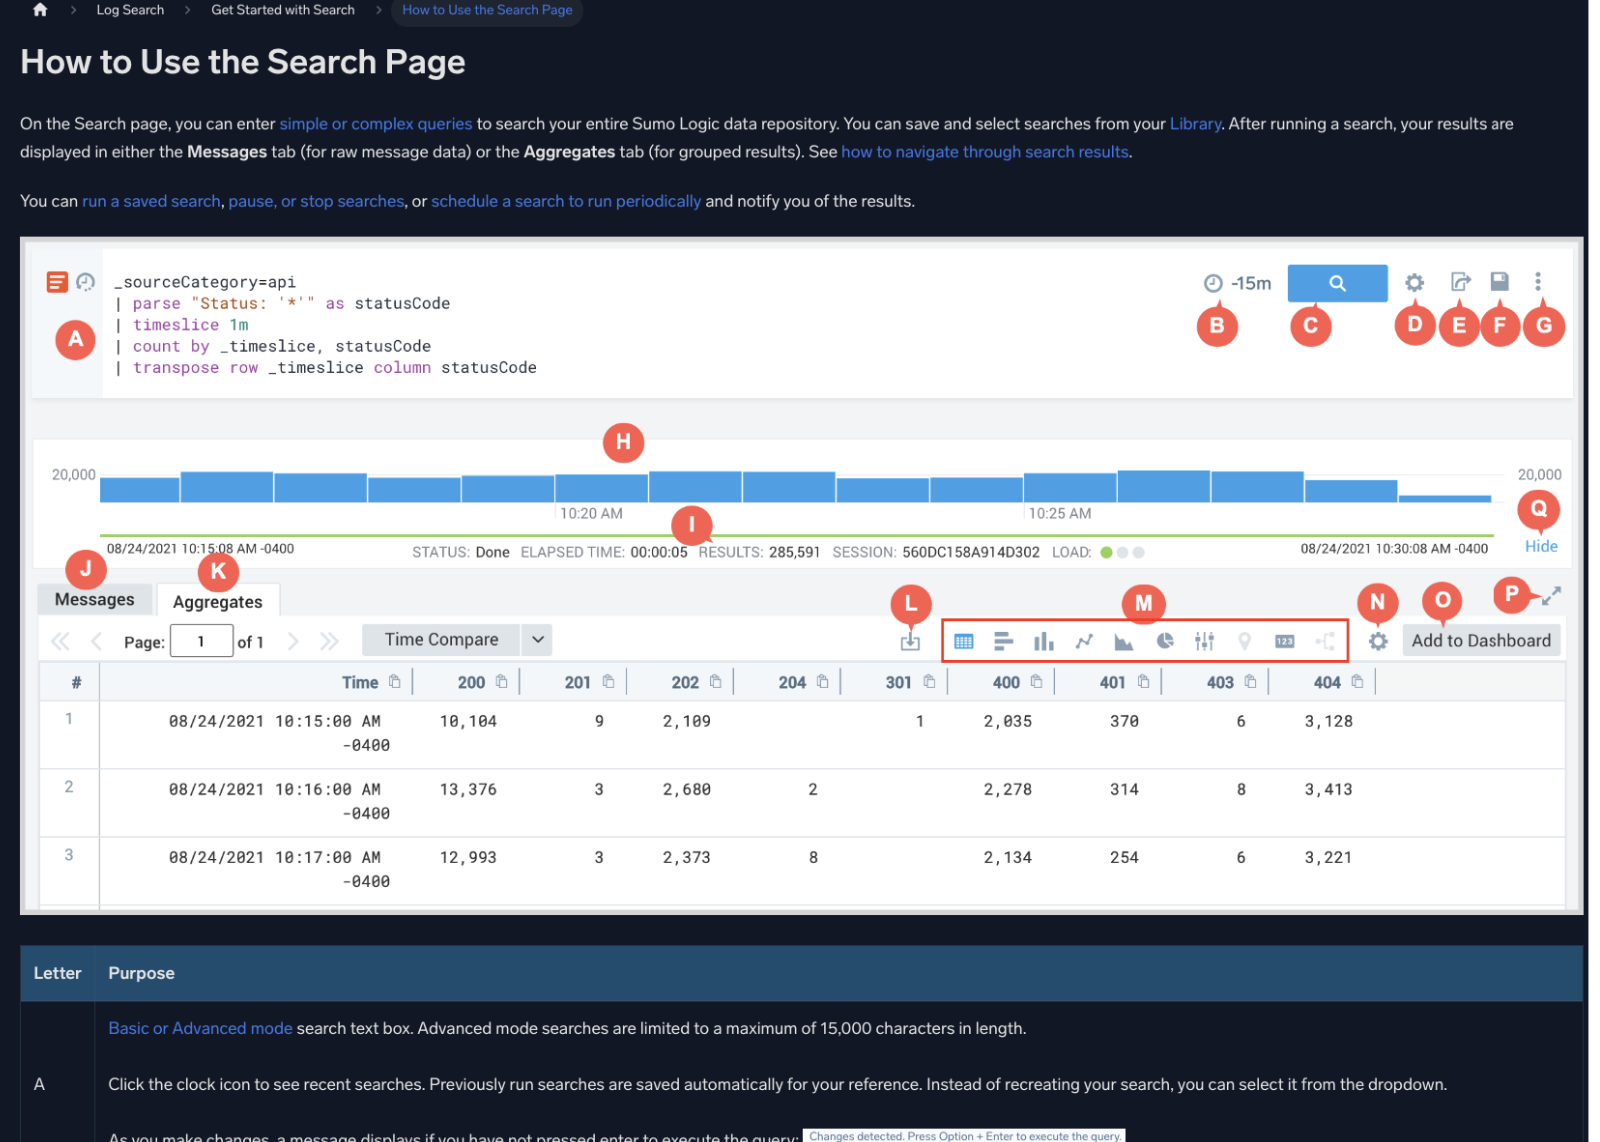 Log Search > Get Started with Search > How to Use the Search Page
How to Use the Search Page
On the Search page, you can enter simple or complex queries to search your entire Sumo Logic data repository. You can save and select searches from your Library. After running a search, your results are
displayed in either the Messages tab (for raw message data) or the Aggregates tab (for grouped results). See how to navigate through search results.
You can run a saved search, pause, or stop searches, or schedule a search to run periodically and notify you of the results.
_sourceCategory=api
| parse "Status: '*'" as statusCode
| timeslice 1m
| count by _timeslice, statusCode
| transpose row _timeslice column statusCode
-15m
A
B C D E F G
H
20,000 20,000
10:20 AM 10:25 AM
I
Q
08/24/2021 10:15:08 AM -0400 STATUS: Done ELAPSED TIME: 00:00:05 RESULTS: 285,591 SESSION: 560DC158A914D302 LOAD: 08/24/2021 10:30:08 AM -0400 Hide
J K L M N O P
Messages Aggregates
Page: 1 of 1 Time Compare 123 Add to Dashboard
# Time 200 201 202 204 301 400 401 403 404
1 08/24/2021 10:15:00 AM 10,104 9 2,109 1 2,035 370 6 3,128
-0400
2 08/24/2021 10:16:00 AM 13,376 3 2,680 2 2,278 314 8 3,413
-0400
3 08/24/2021 10:17:00 AM 12,993 3 2,373 8 2,134 254 6 3,221
-0400
Letter Purpose
Basic or Advanced mode search text box. Advanced mode searches are limited to a maximum of 15,000 characters in length.
A Click the clock icon to see recent searches. Previously run searches are saved automatically for your reference. Instead of recreating your search, you can select it from the dropdown.
As you make changes, a message displays if you have not pressed enter to execute the query: Changes detected. Press Option + Enter to execute the query.